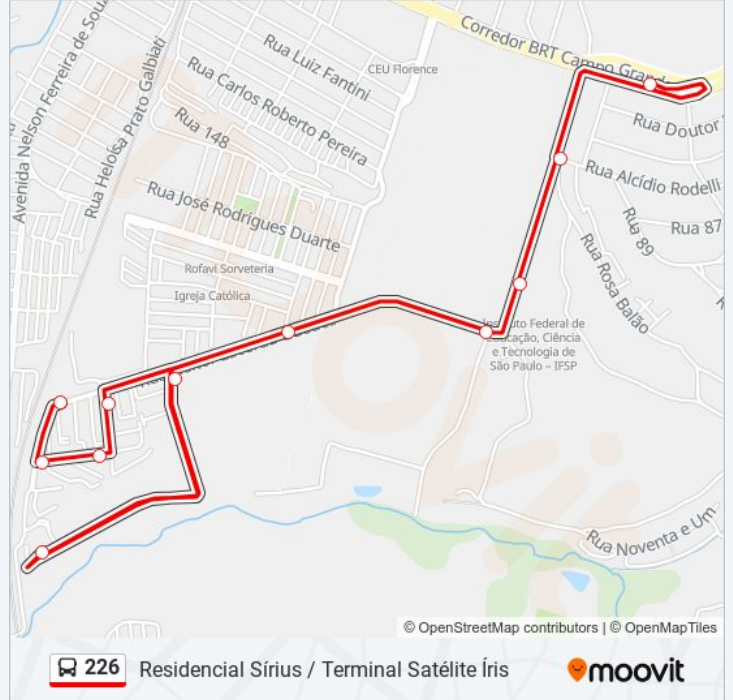 Corredor BRT Campo Grande
Rua Luiz Fantini
CEU Florence
Avenida Nelson Ferreira de Souza
Rua Heloísa Prato Galbiati
Rua Carlos Roberto Pereira
Rua 148
Rua Doutor
Rua Alcídio Rodelli
Rua José Rodrigues Duarte
Rua 89
Rua 87
Rua Rosa Balão
Rofavi Sorveteria
Igreja Católica
Instituto Federal de
Educação, Ciência
e Tecnologia de
São Paulo – IFSP
Rua Noventa e Um
© OpenStreetMap contributors | © OpenMapTiles
226 Residencial Sírius / Terminal Satélite Íris
moovit